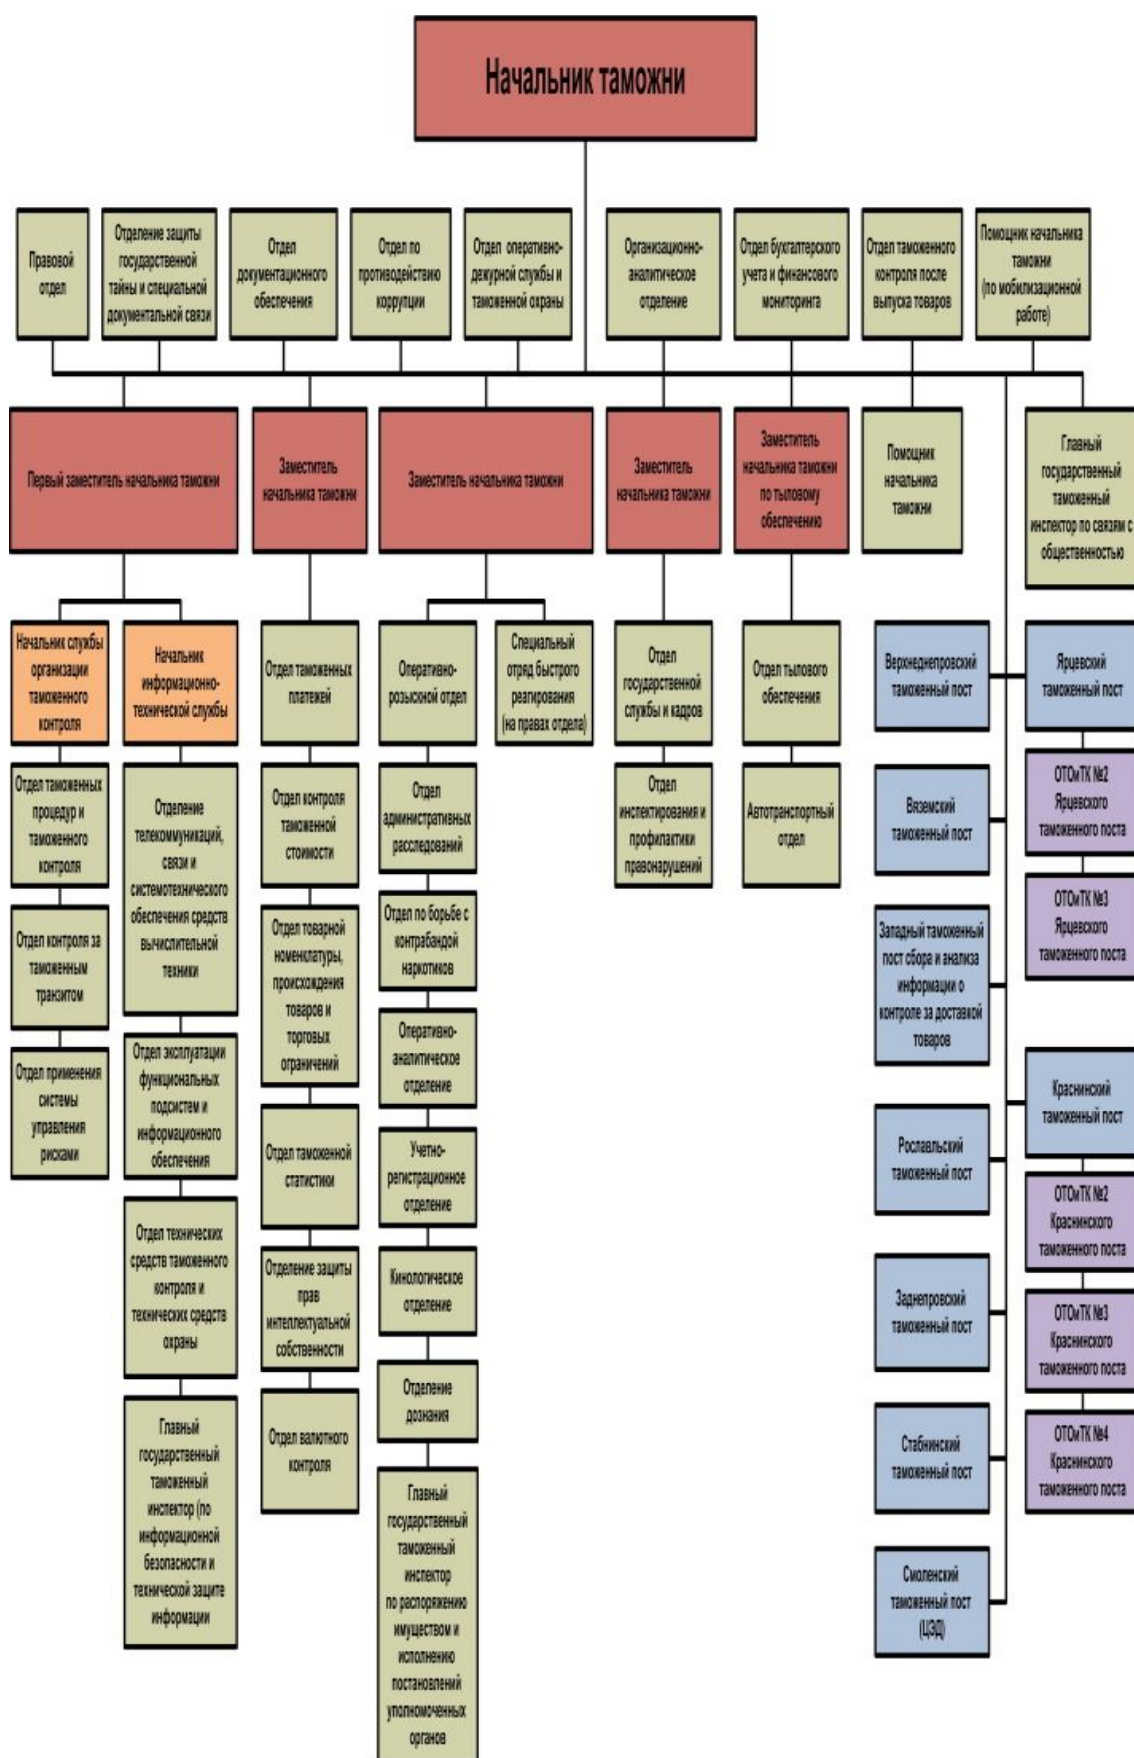 Начальник таможни
Правовой
отдел
Отделение защиты
государственной
тайны и специальной
документальной связи
Отдел
документационного
обеспечения
Отдел по
противодействию
коррупции
Отдел оперативно-
дежурной службы и
таможенной охраны
Организационно-
аналитическое
отделение
Отдел бухгалтерского
учета и финансового
мониторинга
Отдел таможенного
контроля после
выпуска товаров
Помощник начальника
таможни
(по мобилизационной
работе)
Первый заместитель начальника таможни
Заместитель
начальника таможни
Заместитель начальника таможни
Заместитель
начальника таможни
Заместитель
начальника таможни
по тыловому
обеспечению
Помощник
начальника
таможни
Главный
государственный
таможенный
инспектор по связям с
общественностью
Начальник службы
организации
таможенного
контроля
Отдел таможенных
процедур и
таможенного
контроля
Отдел контроля за
таможенным
транзитом
Отдел применения
системы
управления
рисками
Начальник
информационно-
технической службы
Отделение
телекоммуникаций,
связи и
системотехнического
обеспечения средств
вычислительной
техники
Отдел эксплуатации
функциональных
подсистем и
информационного
обеспечения
Отдел технических
средств таможенного
контроля и
технических средств
охраны
Главный
государственный
таможенный
инспектор (по
информационной
безопасности и
технической защите
информации
Отдел таможенных
платежей
Отдел контроля
таможенной
стоимости
Отдел товарной
номенклатуры,
происхождения
товаров и
торговых
ограничений
Отдел таможенной
статистики
Отделение защиты
прав
интеллектуальной
собственности
Отдел валютного
контроля
Оперативно-
розыскной отдел
Отдел
административных
расследований
Отдел по борьбе с
контрабандой
наркотиков
Оперативно-
аналитическое
отделение
Учетно-
регистрационное
отделение
Кинологическое
отделение
Отделение
дознания
Главный
государственный
таможенный
инспектор
по распоряжению
имуществом и
исполнению
постановлений
уполномоченных
органов
Специальный
отряд быстрого
реагирования
(на правах отдела)
Отдел
государственной
службы и кадров
Отдел
инспектирования и
профилактики
правонарушений
Отдел тылового
обеспечения
Автотранспортный
отдел
Верхнеднепровский
таможенный пост
Вяземский
таможенный пост
Западный таможенный
пост сбора и анализа
информации о
контроле за доставкой
товаров
Рославльский
таможенный пост
Заднепровский
таможенный пост
Стабнинский
таможенный пост
Смоленский
таможенный пост
(ЦЭД)
Ярцевский
таможенный пост
ОТОиТК №2
Ярцевского
таможенного поста
ОТОиТК №3
Ярцевского
таможенного поста
Краснинский
таможенный пост
ОТОиТК №2
Краснинского
таможенного поста
ОТОиТК №3
Краснинского
таможенного поста
ОТОиТК №4
Краснинского
таможенного поста